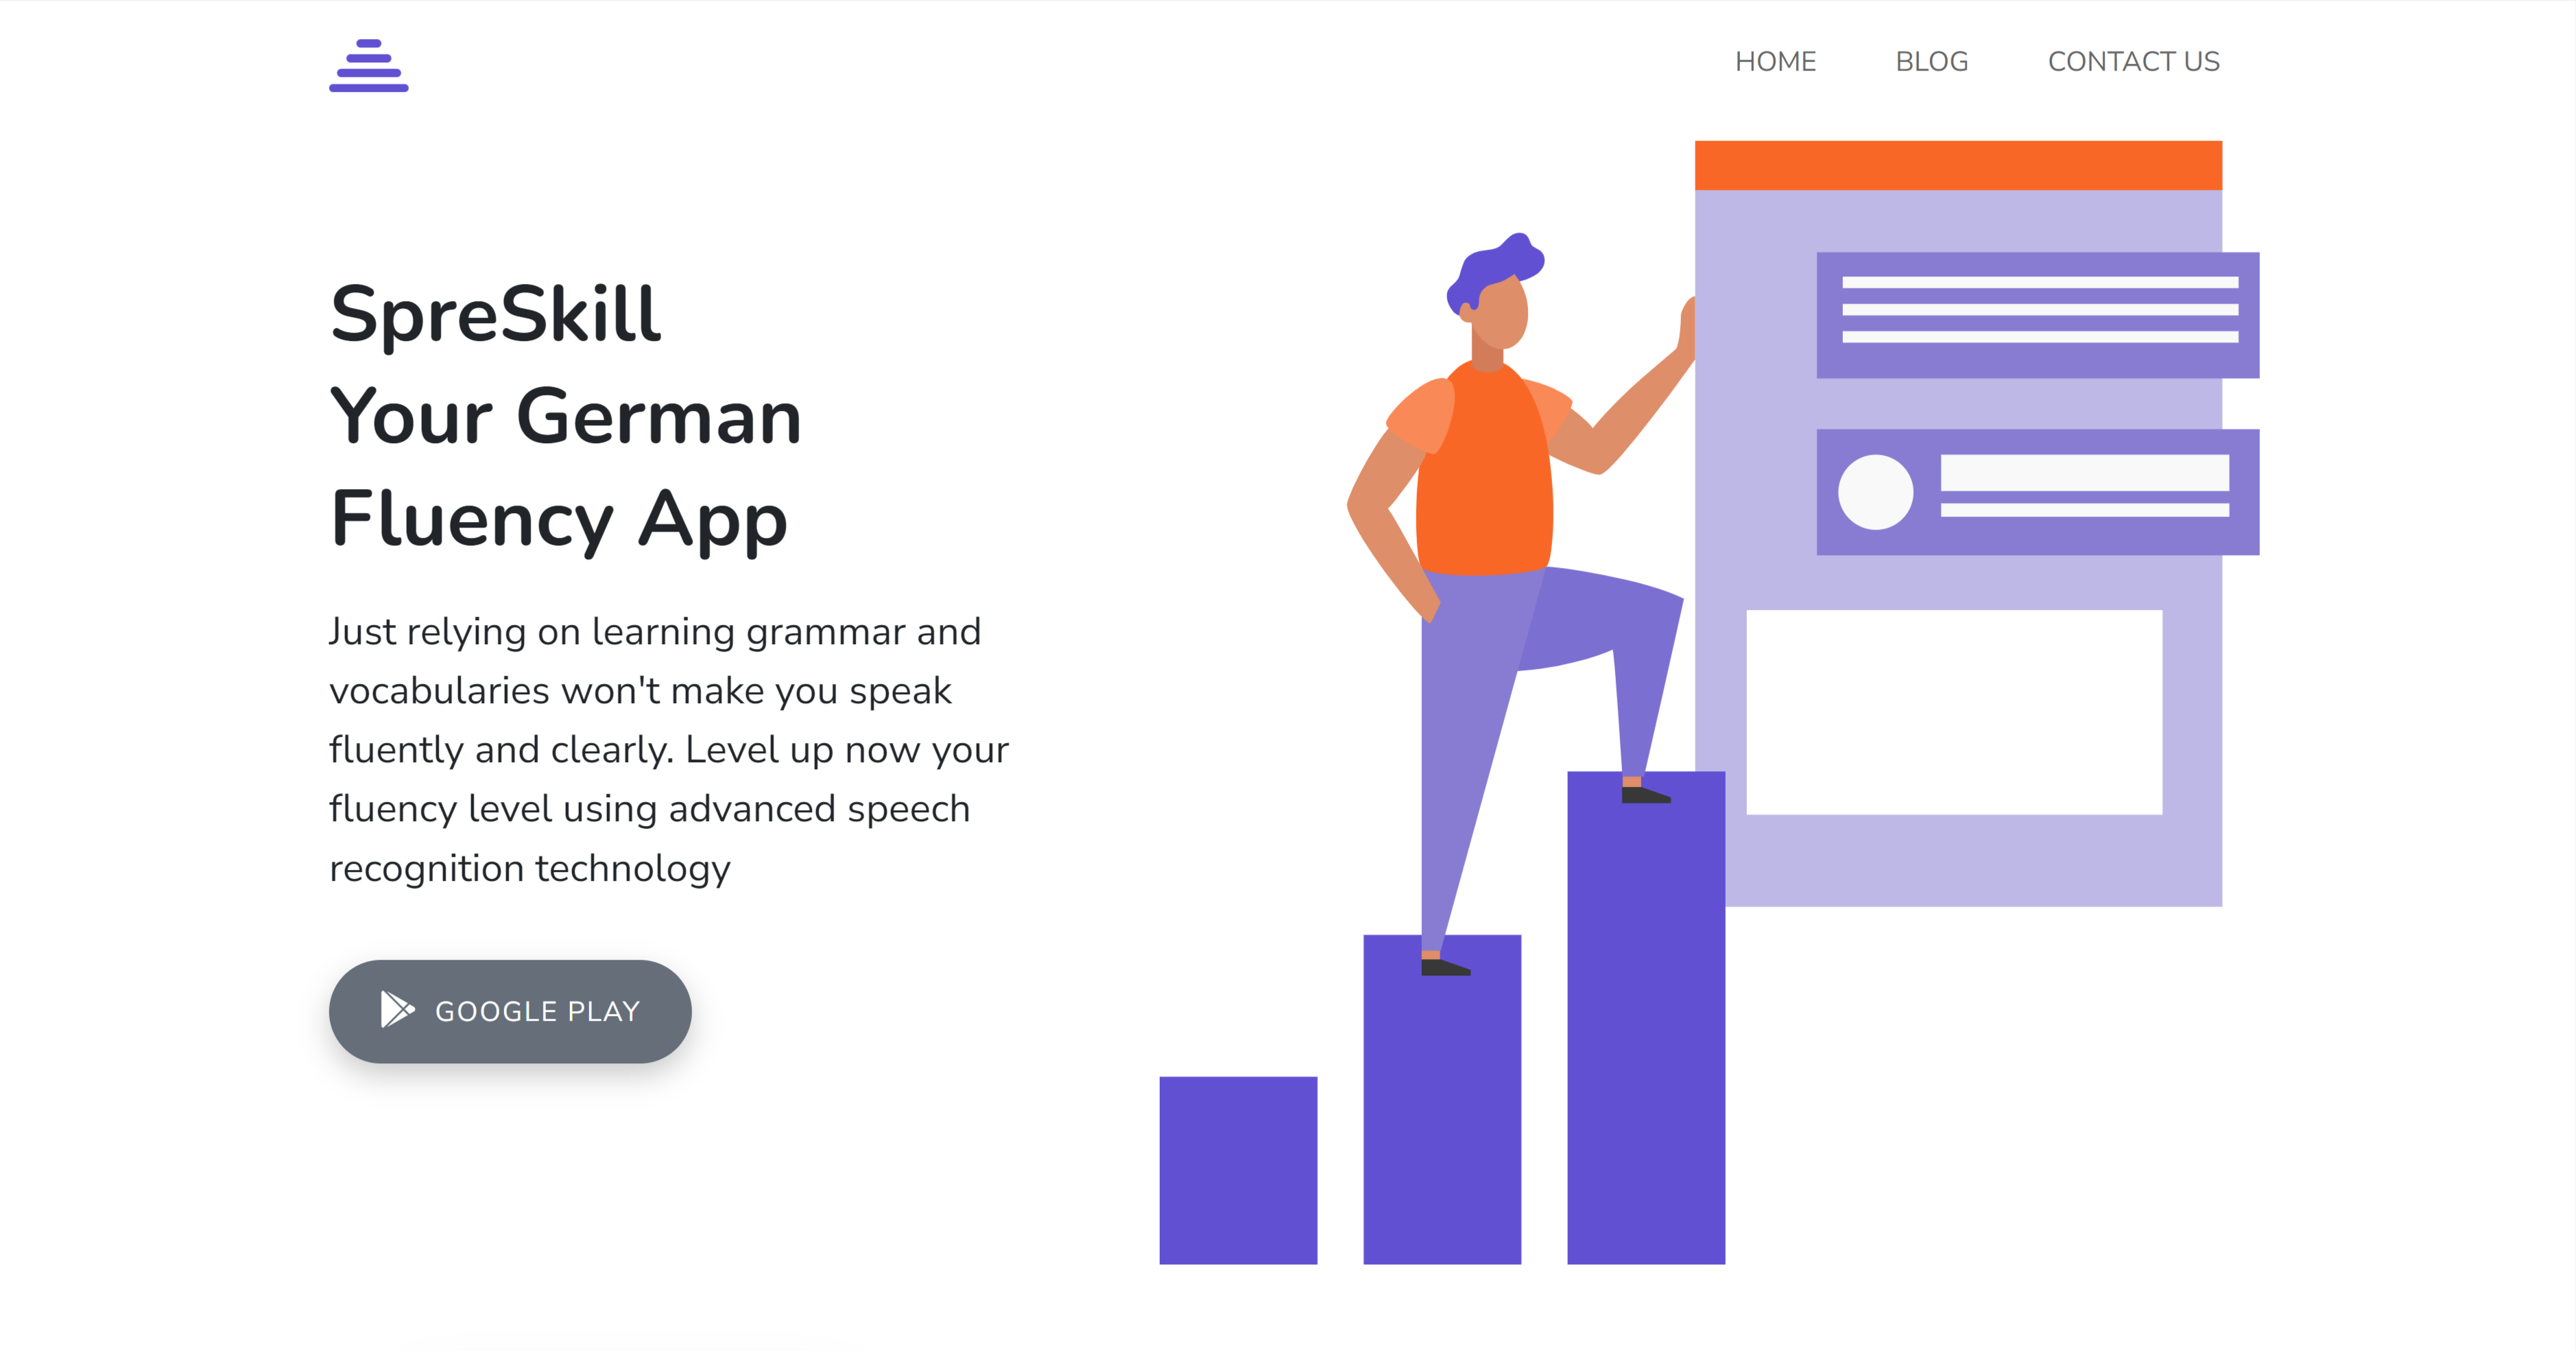 HOME BLOG CONTACT US
SpreSkill
Your German
Fluency App
Just relying on learning grammar and
vocabularies won't make you speak
fluently and clearly. Level up now your
fluency level using advanced speech
recognition technology
GOOGLE PLAY